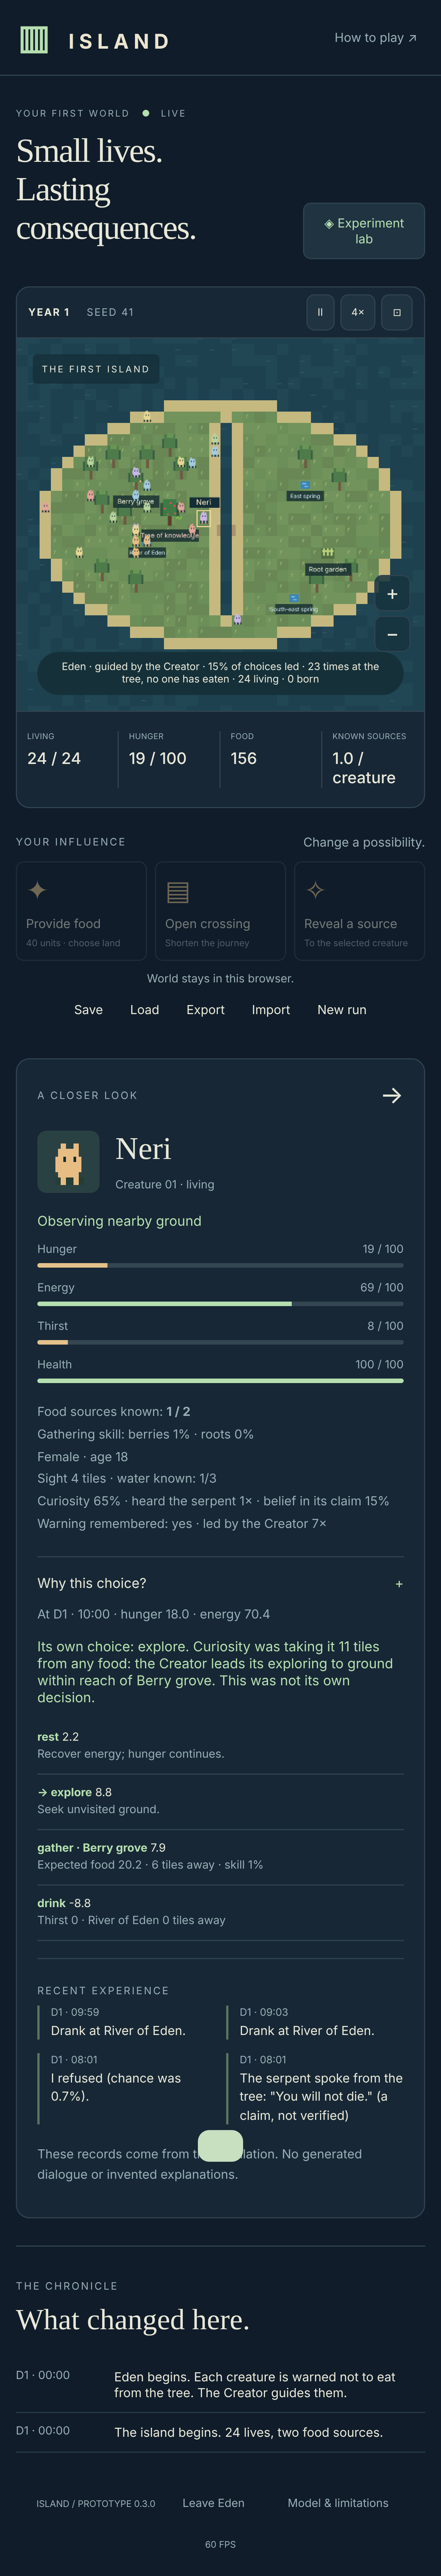 ISLAND
How to play ↗
YOUR FIRST WORLD ● LIVE
Small lives.
Lasting
consequences.
◈ Experiment
lab
YEAR 1 SEED 41
II
4×
⊡
THE FIRST ISLAND
Berry grove
Neri
East spring
River of Eden
Root garden
South-east spring
+
−
Eden · guided by the Creator · 15% of choices led · 23 times at the
tree, no one has eaten · 24 living · 0 born
LIVING
24 / 24
HUNGER
19 / 100
FOOD
156
KNOWN SOURCES
1.0 /
creature
YOUR INFLUENCE
Change a possibility.
Provide food
40 units · choose land
Open crossing
Shorten the journey
Reveal a source
To the selected creature
World stays in this browser.
Save Load Export Import New run
A CLOSER LOOK →
Neri
Creature 01 · living
Observing nearby ground
Hunger 19 / 100
Energy 69 / 100
Thirst 8 / 100
Health 100 / 100
Food sources known: 1 / 2
Gathering skill: berries 1% · roots 0%
Female · age 18
Sight 4 tiles · water known: 1/3
Curiosity 65% · heard the serpent 1× · belief in its claim 15%
Warning remembered: yes · led by the Creator 7×
Why this choice? +
At D1 · 10:00 · hunger 18.0 · energy 70.4
Its own choice: explore. Curiosity was taking it 11 tiles
from any food: the Creator leads its exploring to ground
within reach of Berry grove. This was not its own
decision.
rest 2.2
Recover energy; hunger continues.
→ explore 8.8
Seek unvisited ground.
gather · Berry grove 7.9
Expected food 20.2 · 6 tiles away · skill 1%
drink -8.8
Thirst 0 · River of Eden 0 tiles away
RECENT EXPERIENCE
D1 · 09:59
Drank at River of Eden.
D1 · 09:03
Drank at River of Eden.
D1 · 08:01
I refused (chance was
0.7%).
D1 · 08:01
The serpent spoke from the
tree: "You will not die." (a
claim, not verified)
These records come from No generated
dialogue or invented explanations.
THE CHRONICLE
What changed here.
D1 · 00:00 Eden begins. Each creature is warned not to eat
from the tree. The Creator guides them.
D1 · 00:00 The island begins. 24 lives, two food sources.
ISLAND / PROTOTYPE 0.3.0 Leave Eden Model & limitations
60 FPS